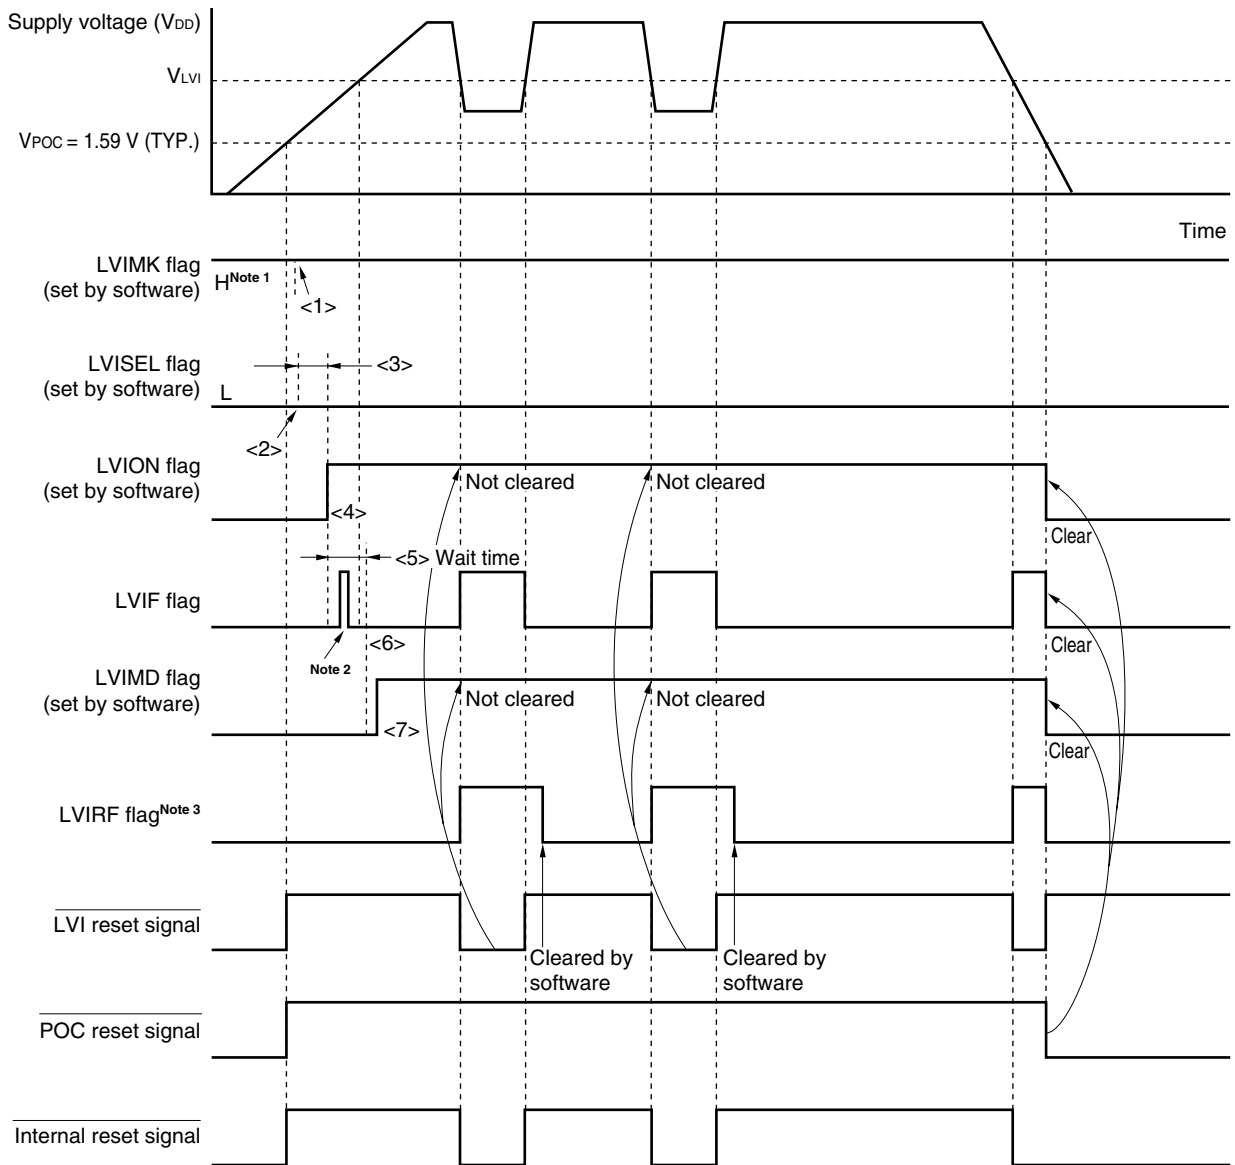 Supply voltage (VDD)
VLVI
VPOC = 1.59 V (TYP.)
Time
LVIMK flag
(set by software)
HNote 1
<1>
LVISEL flag
(set by software)
L
<3>
<2>
LVION flag
(set by software)
Not cleared
Not cleared
<4>
Clear
<5> Wait time
LVIF flag
Note 2
<6>
Clear
LVIMD flag
(set by software)
Not cleared
Not cleared
<7>
Clear
LVIRF flagNote 3
LVI reset signal
Cleared by
software
Cleared by
software
POC reset signal
Internal reset signal